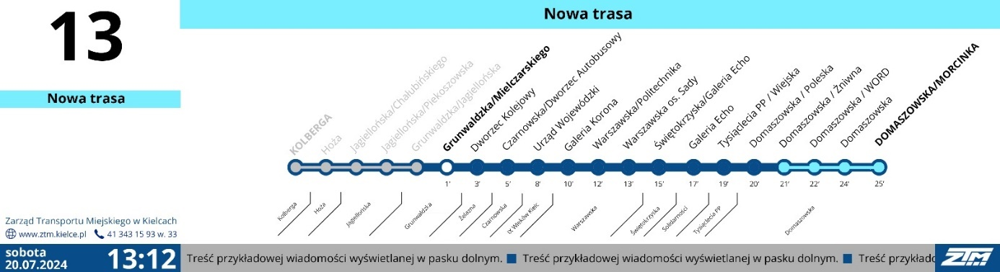 13
Nowa trasa
Nowa trasa
KOLBERGA
Hoża
Jagiellońska/Chałubińskiego
Jagiellońska/Piekoszowska
Grunwaldzka/Jagiellońska
Grunwaldzka/Mielczarskiego
Dworzec Kolejowy
Czarnowska/Dworzec Autobusowy
Urząd Wojewódzki
Galeria Korona
Warszawska/Politechnika
Warszawska os. Sady
Świętokrzyska/Galeria Echo
Galeria Echo
Tysiąclecia PP / Wiejska
Domaszowska / Poleska
Domaszowska / Żniwna
Domaszowska / WORD
Domaszowska
DOMASZOWSKA/MORCINKA
1' 3' 5' 8' 10' 12' 13' 15' 17' 19' 20' 21' 22' 24' 25'
Kolberga
Hoża
Jagiellońska
Grunwaldzka
Żelazna
Czarnowska
IX Wieków Kielc
Warszawska
Świętokrzyska
Solidarności
Tysiąclecia PP
Domaszowska
Zarząd Transportu Miejskiego w Kielcach
www.ztm.kielce.pl 41 343 15 93 w. 33
sobota
20.07.2024
13:12
Treść przykładowej wiadomości wyświetlanej w pasku dolnym. Treść przykładowej wiadomości wyświetlanej w pasku dolnym. Treść przykłado
ZTM